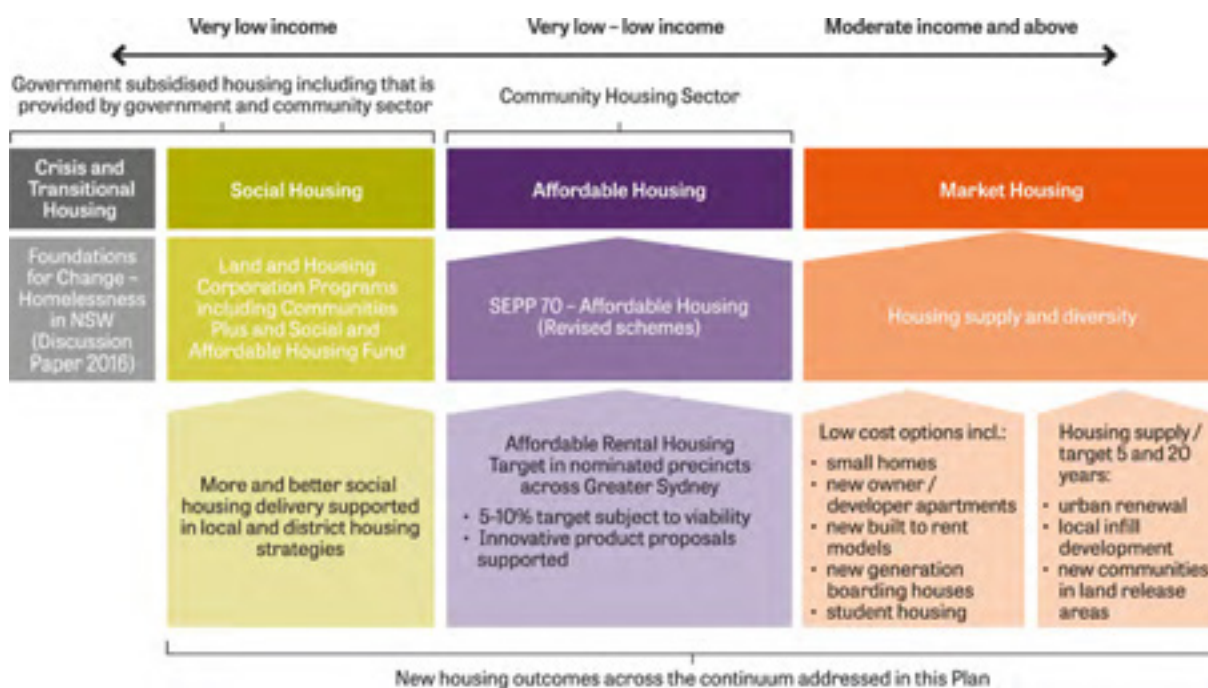 Very low income
Very low – low income
Moderate income and above
Government subsidised housing including that is
provided by government and community sector
Community Housing Sector
Crisis and
Transitional
Housing
Social Housing
Affordable Housing
Market Housing
Foundations
for Change –
Homelessness
in NSW
(Discussion
Paper 2016)
Land and Housing
Corporation Programs
including Communities
Plus and Social and
Affordable Housing Fund
SEPP 70 – Affordable Housing
(Revised schemes)
Housing supply and diversity
More and better social
housing delivery supported
in local and district housing
strategies
Affordable Rental Housing
Target in nominated precincts
across Greater Sydney
• 5-10% target subject to viability
• Innovative product proposals
supported
Low cost options incl.:
• small homes
• new owner /
developer apartments
• new built to rent
models
• new generation
boarding houses
• student housing
Housing supply /
target 5 and 20
years:
• urban renewal
• local infill
development
• new communities
in land release
areas
New housing outcomes across the continuum addressed in this Plan